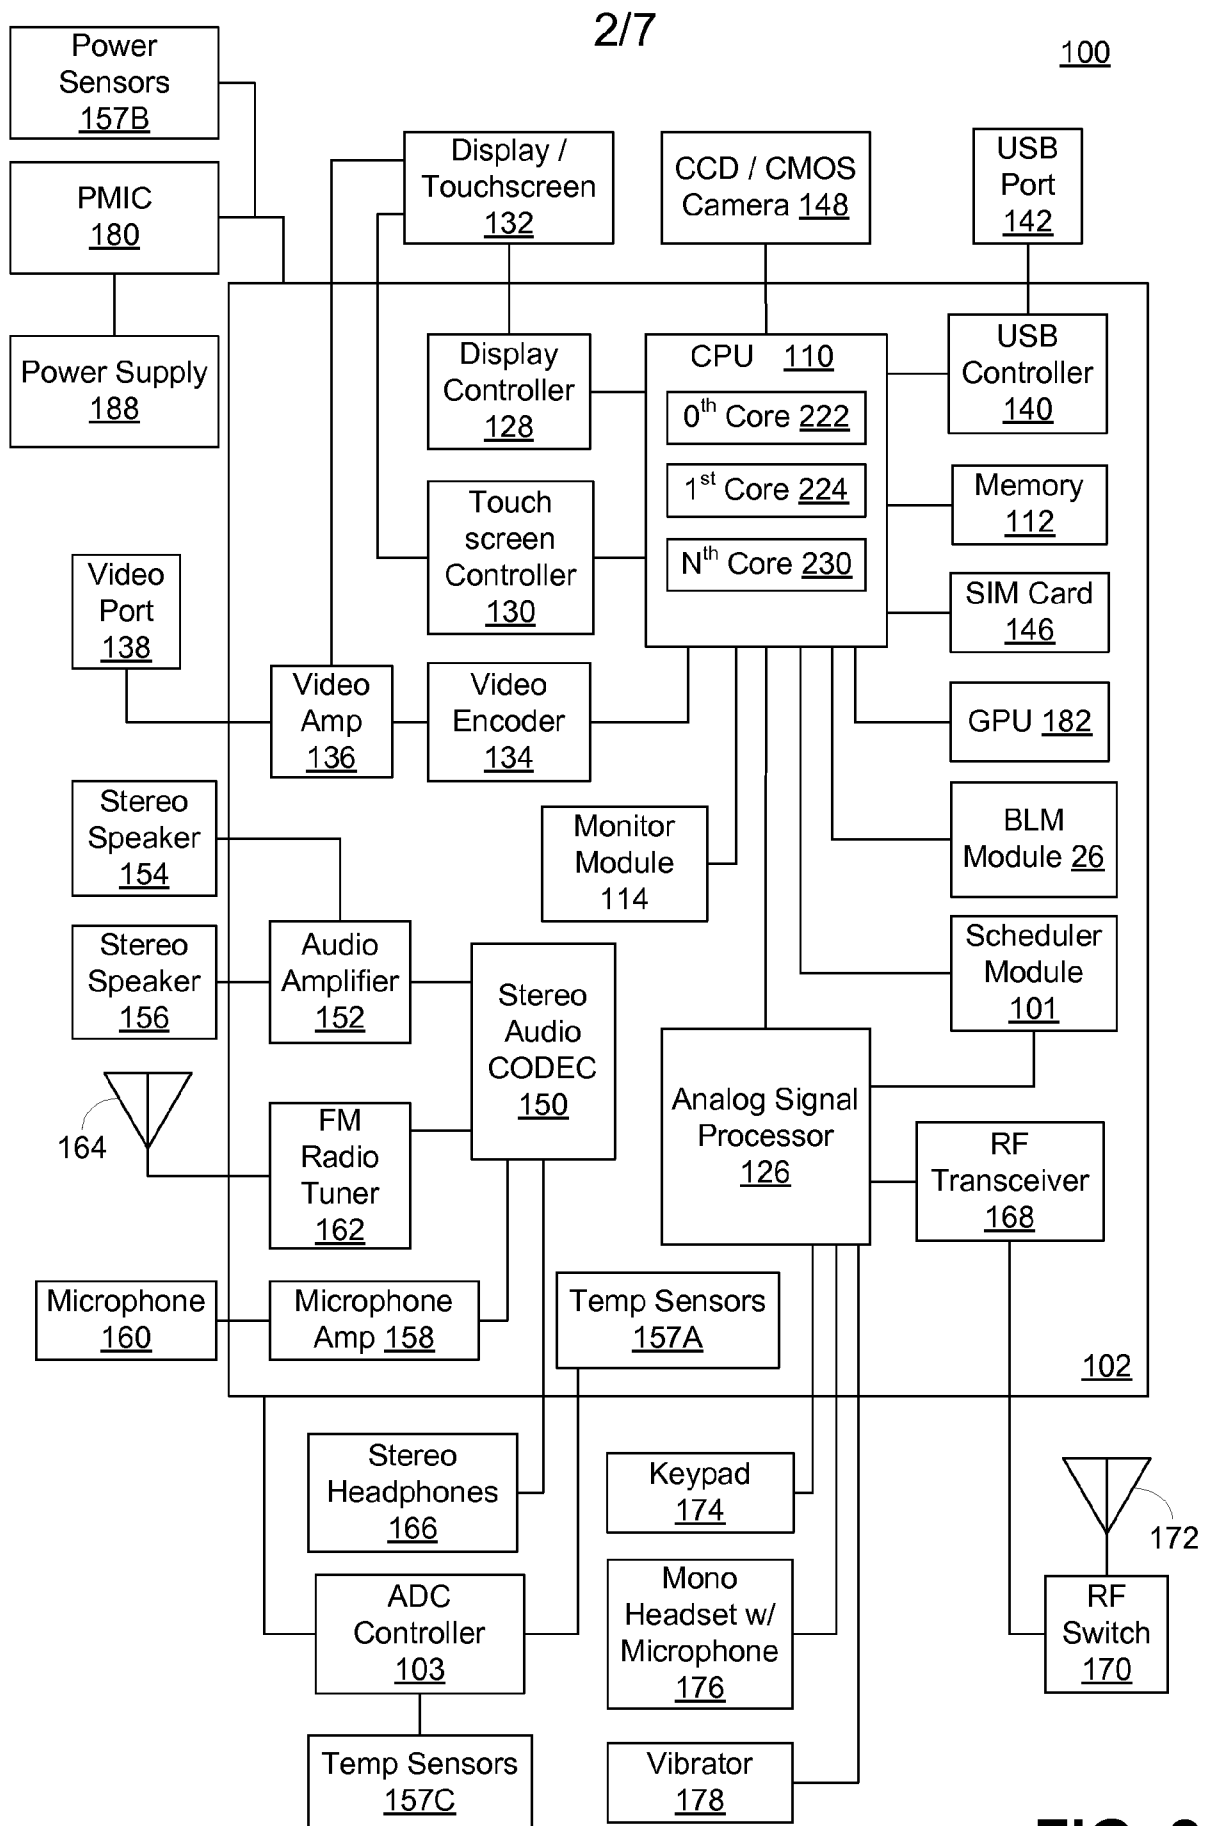 2/7
100
Power
Sensors
157B
PMIC
180
Power Supply
188
Display /
Touchscreen
132
CCD / CMOS
Camera 148
USB
Port
142
Display
Controller
128
CPU 110
0th Core 222
1st Core 224
Nth Core 230
USB
Controller
140
Memory
112
Touch
screen
Controller
130
SIM Card
146
Video
Port
138
Video
Amp
136
Video
Encoder
134
GPU 182
Stereo
Speaker
154
Monitor
Module
114
BLM
Module 26
Stereo
Speaker
156
Audio
Amplifier
152
Stereo
Audio
CODEC
150
Scheduler
Module
101
164
FM
Radio
Tuner
162
Analog Signal
Processor
126
RF
Transceiver
168
Microphone
160
Microphone
Amp 158
Temp Sensors
157A
102
Stereo
Headphones
166
Keypad
174
172
ADC
Controller
103
Mono
Headset w/
Microphone
176
RF
Switch
170
Temp Sensors
157C
Vibrator
178